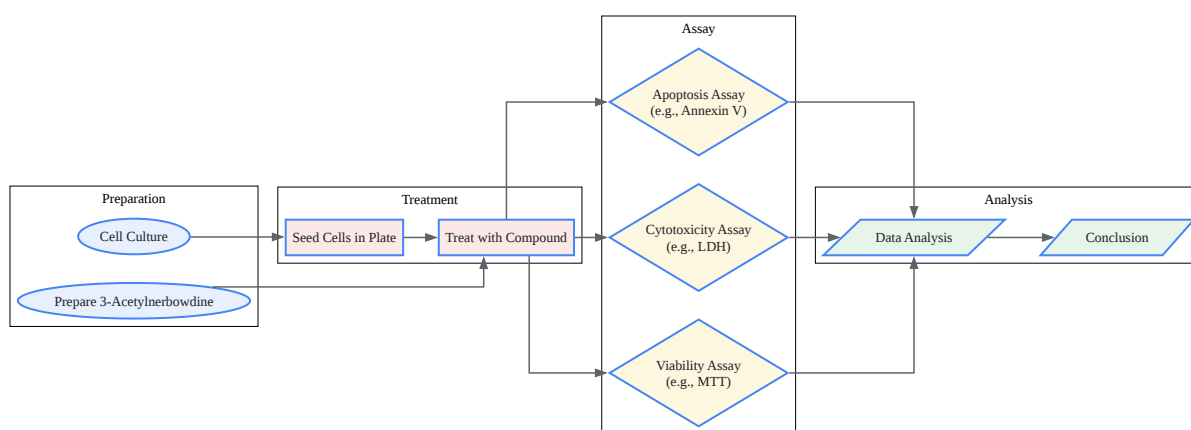 Preparation
Cell Culture
Prepare 3-Acetylnerbowdine
Treatment
Seed Cells in Plate
Treat with Compound
Assay
Apoptosis Assay
(e.g., Annexin V)
Cytotoxicity Assay
(e.g., LDH)
Viability Assay
(e.g., MTT)
Analysis
Data Analysis
Conclusion